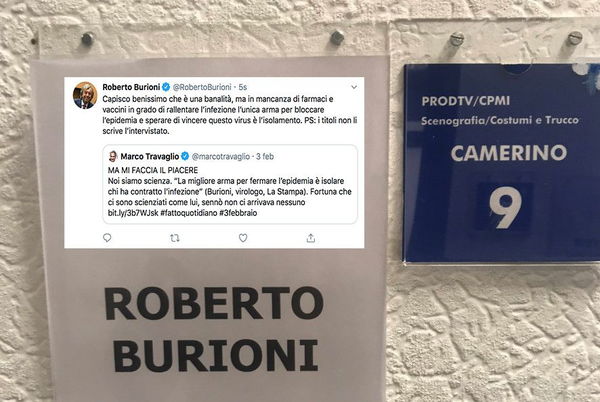 Roberto Burioni @RobertoBurioni · 5s
Capisco benissimo che è una banalità, ma in mancanza di farmaci e
vaccini in grado di rallentare l'infezione l'unica arma per bloccare
l'epidemia e sperare di vincere questo virus è l'isolamento. PS: i titoli non li
scrive l'intervistato.
Marco Travaglio @marcotravaglio · 3 feb
MA MI FACCIA IL PIACERE
Noi siamo scienza. "La migliore arma per fermare l'epidemia è isolare
chi ha contratto l'infezione" (Burioni, virologo, La Stampa). Fortuna che
ci sono scienziati come lui, sennò non ci arrivava nessuno
bit.ly/3b7WJsk #fattoquotidiano #3febbraio
ROBERTO
BURIONI
PRODTV/CPMI
Scenografia/Costumi e Trucco
CAMERINO
9